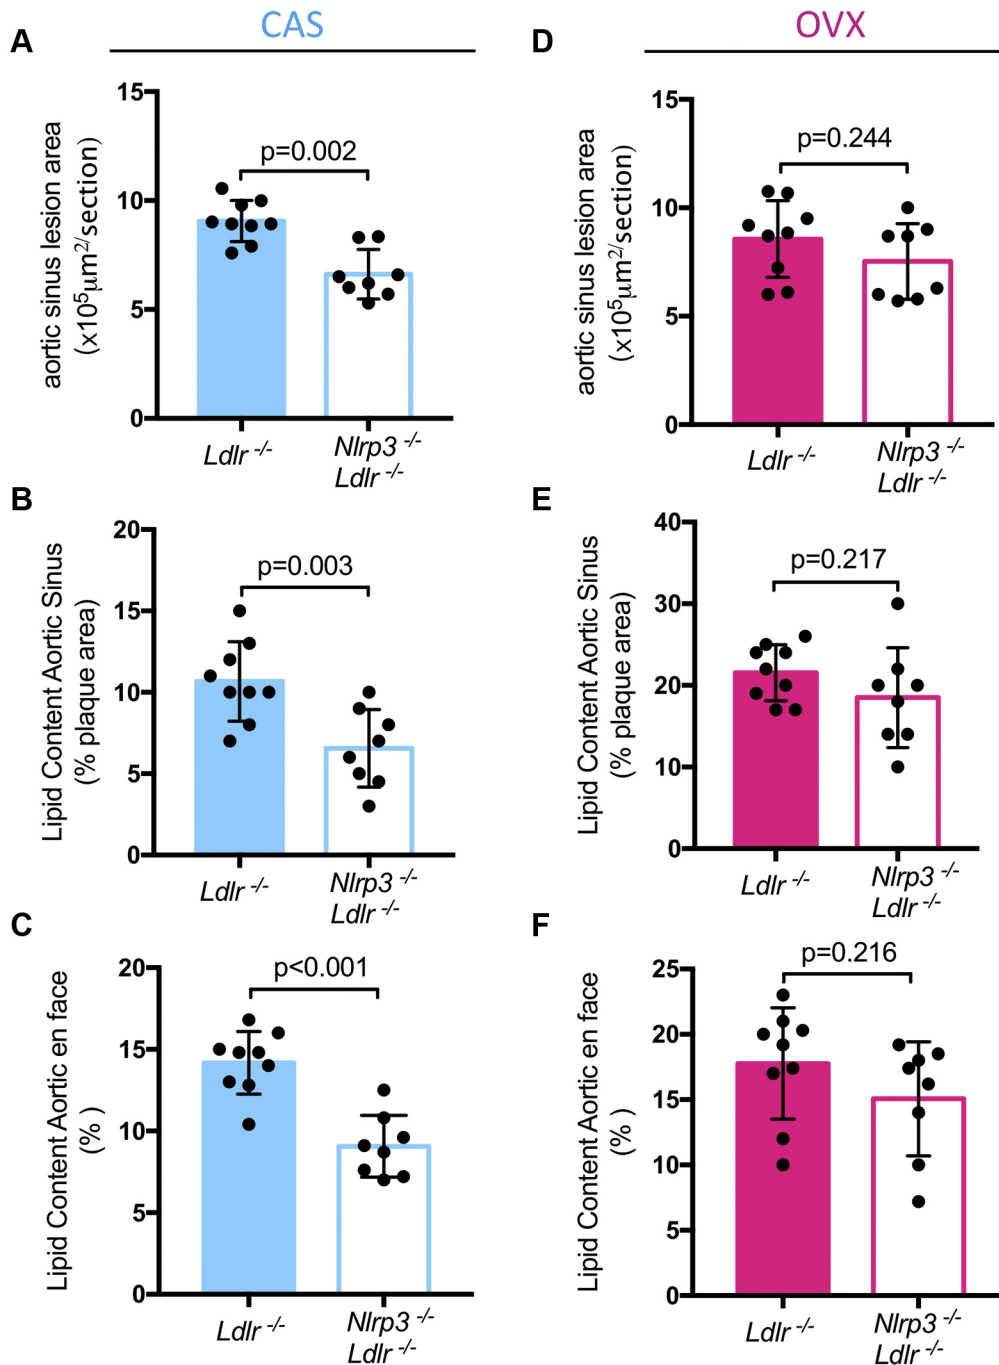 CAS
A
aortic sinus lesion area
(x10⁵µm²/section)
15
10
5
0
p=0.002
Ldlr -/-
Nlrp3 -/-
Ldlr -/-
B
Lipid Content Aortic Sinus
(% plaque area)
20
15
10
5
0
p=0.003
Ldlr -/-
Nlrp3 -/-
Ldlr -/-
C
Lipid Content Aortic en face
(% )
20
15
10
5
0
p<0.001
Ldlr -/-
Nlrp3 -/-
Ldlr -/-
OVX
D
aortic sinus lesion area
(x10⁵µm²/section)
15
10
5
0
p=0.244
Ldlr -/-
Nlrp3 -/-
Ldlr -/-
E
Lipid Content Aortic Sinus
(% plaque area)
40
30
20
10
0
p=0.217
Ldlr -/-
Nlrp3 -/-
Ldlr -/-
F
Lipid Content Aortic en face
(% )
25
20
15
10
5
0
p=0.216
Ldlr -/-
Nlrp3 -/-
Ldlr -/-